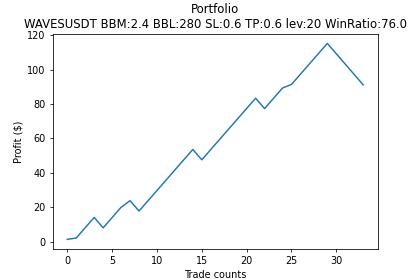 Portfolio
WAVESUSDT BBM:2.4 BBL:280 SL:0.6 TP:0.6 lev:20 WinRatio:76.0
120
100
80
60
40
20
0
Profit ($)
0 5 10 15 20 25 30
Trade counts